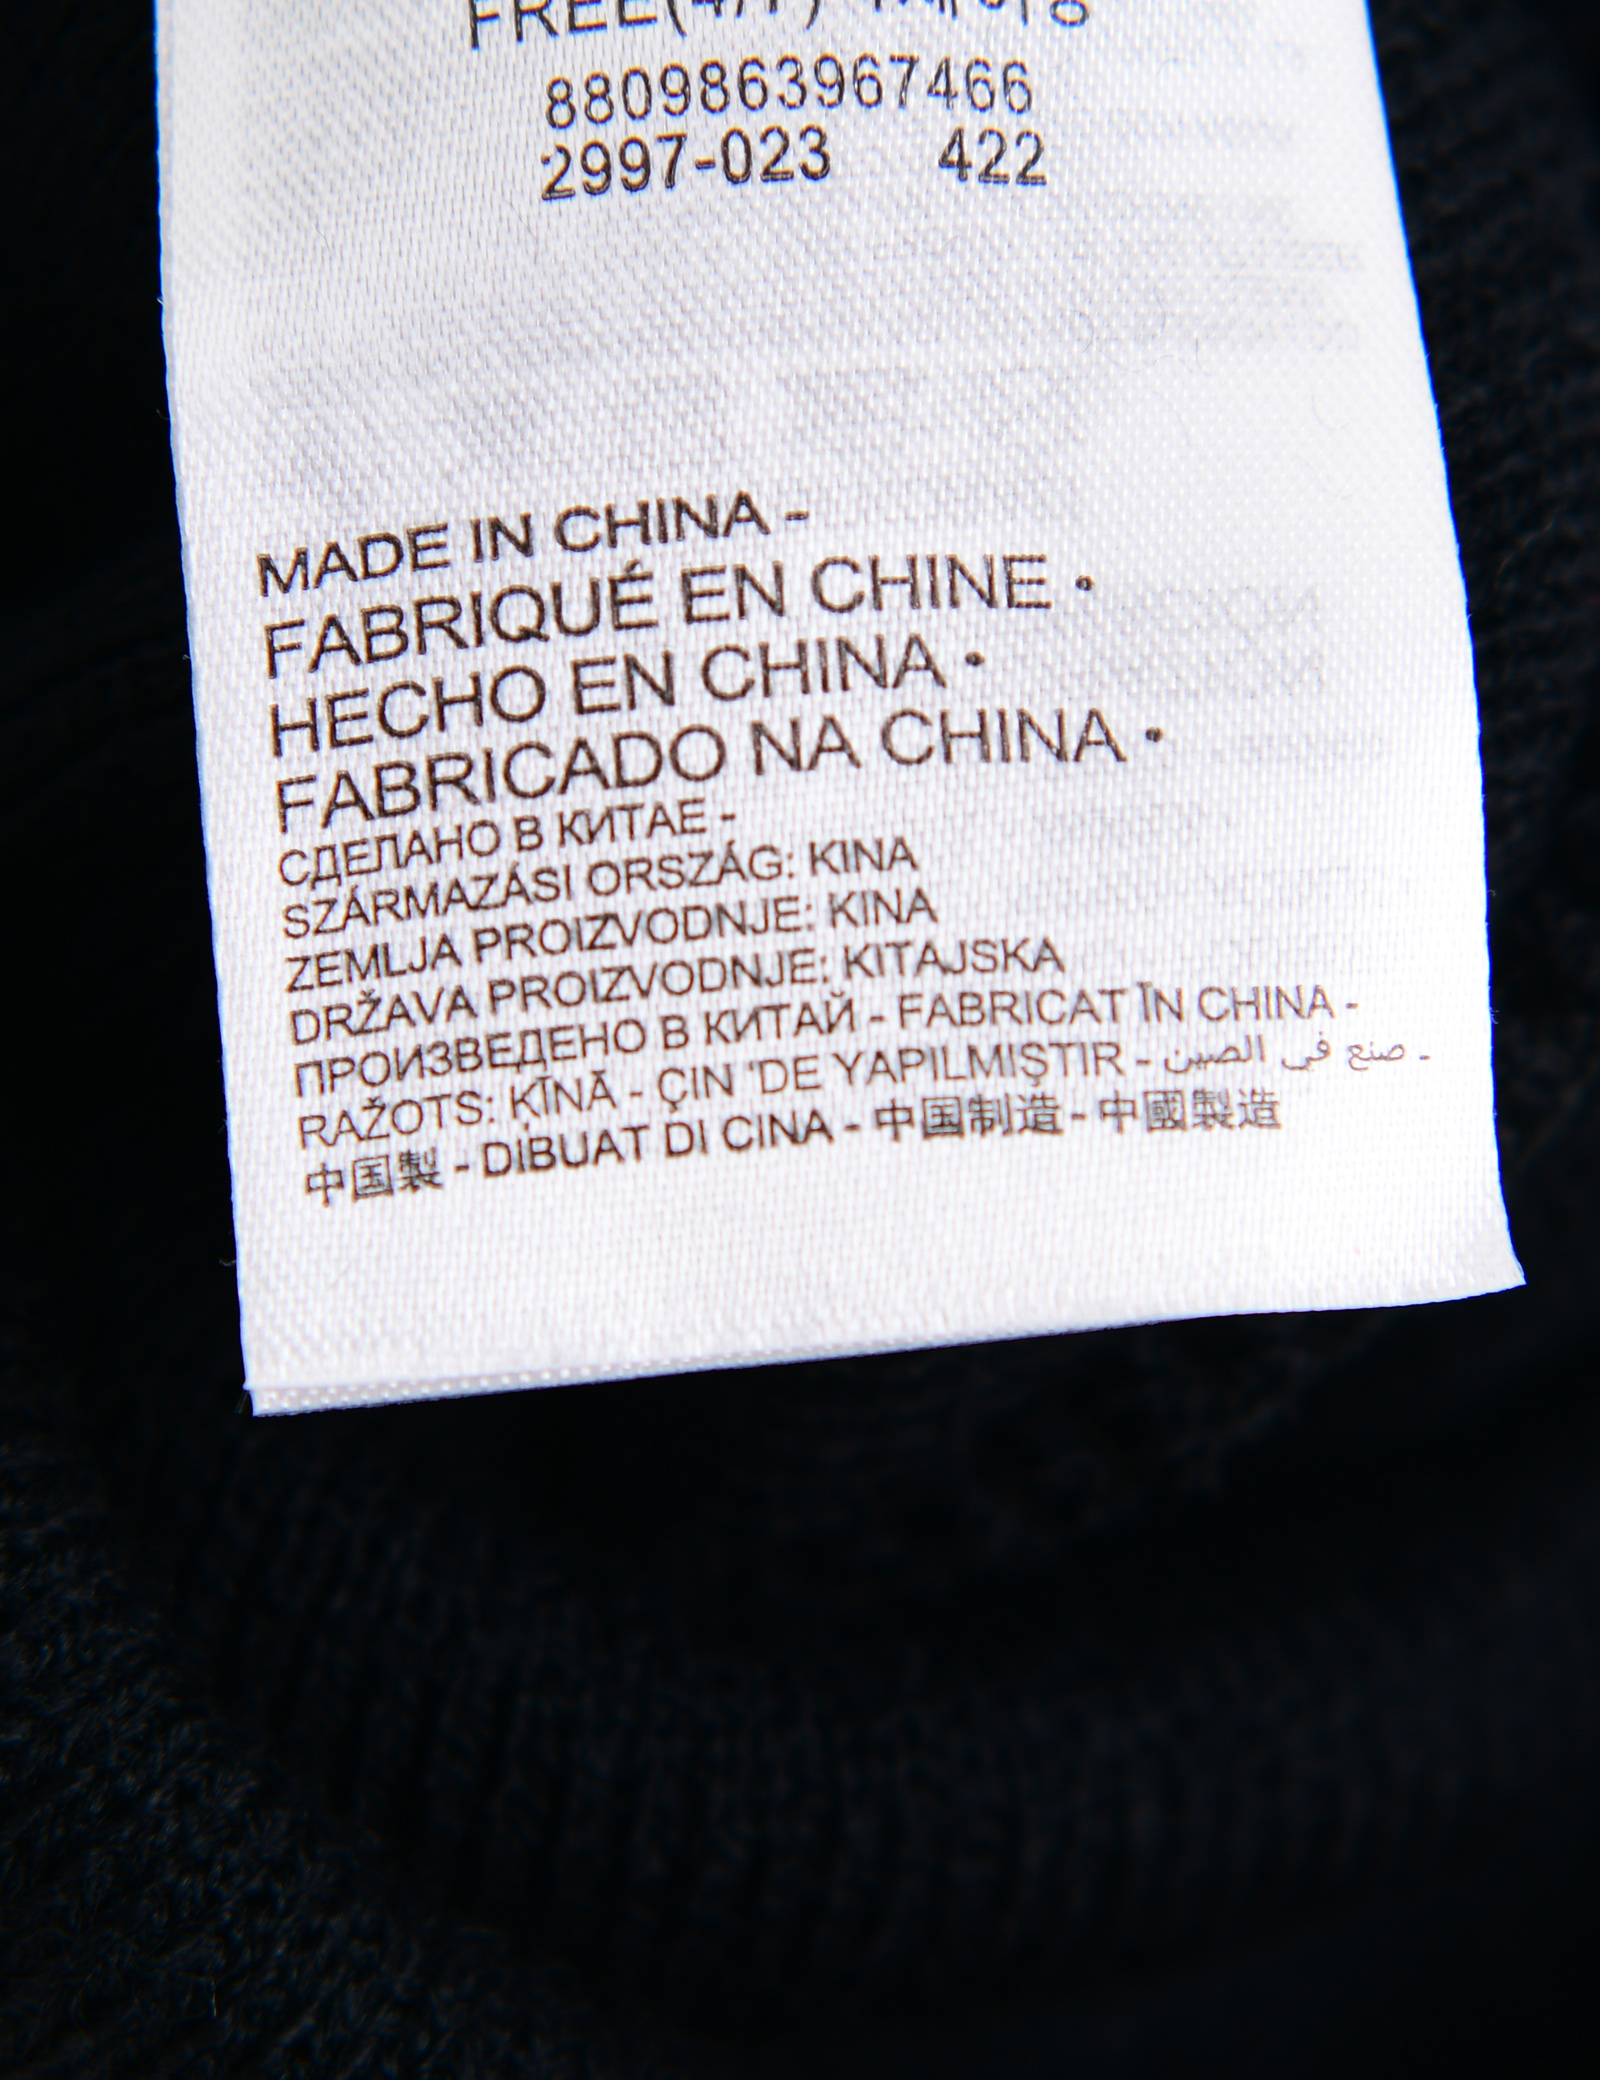 8809863967466
2997-023 422
MADE IN CHINA -
FABRIQUÉ EN CHINE •
HECHO EN CHINA •
FABRICADO NA CHINA •
СДЕЛАНО В КИТАЕ -
SZÁRMAZÁSI ORSZÁG: KINA
ZEMLJA PROIZVODNJE: KINA
DRŽAVA PROIZVODNJE: KITAJSKA
ПРОИЗВЕДЕНО В КИТАЙ - FABRICAT ÎN CHINA -
RAŽOTS: ĶĪNĀ - ÇIN 'DE YAPILMIŞTIR - صنع في الصين -
中国製 - DIBUAT DI CINA - 中国制造 - 中國製造